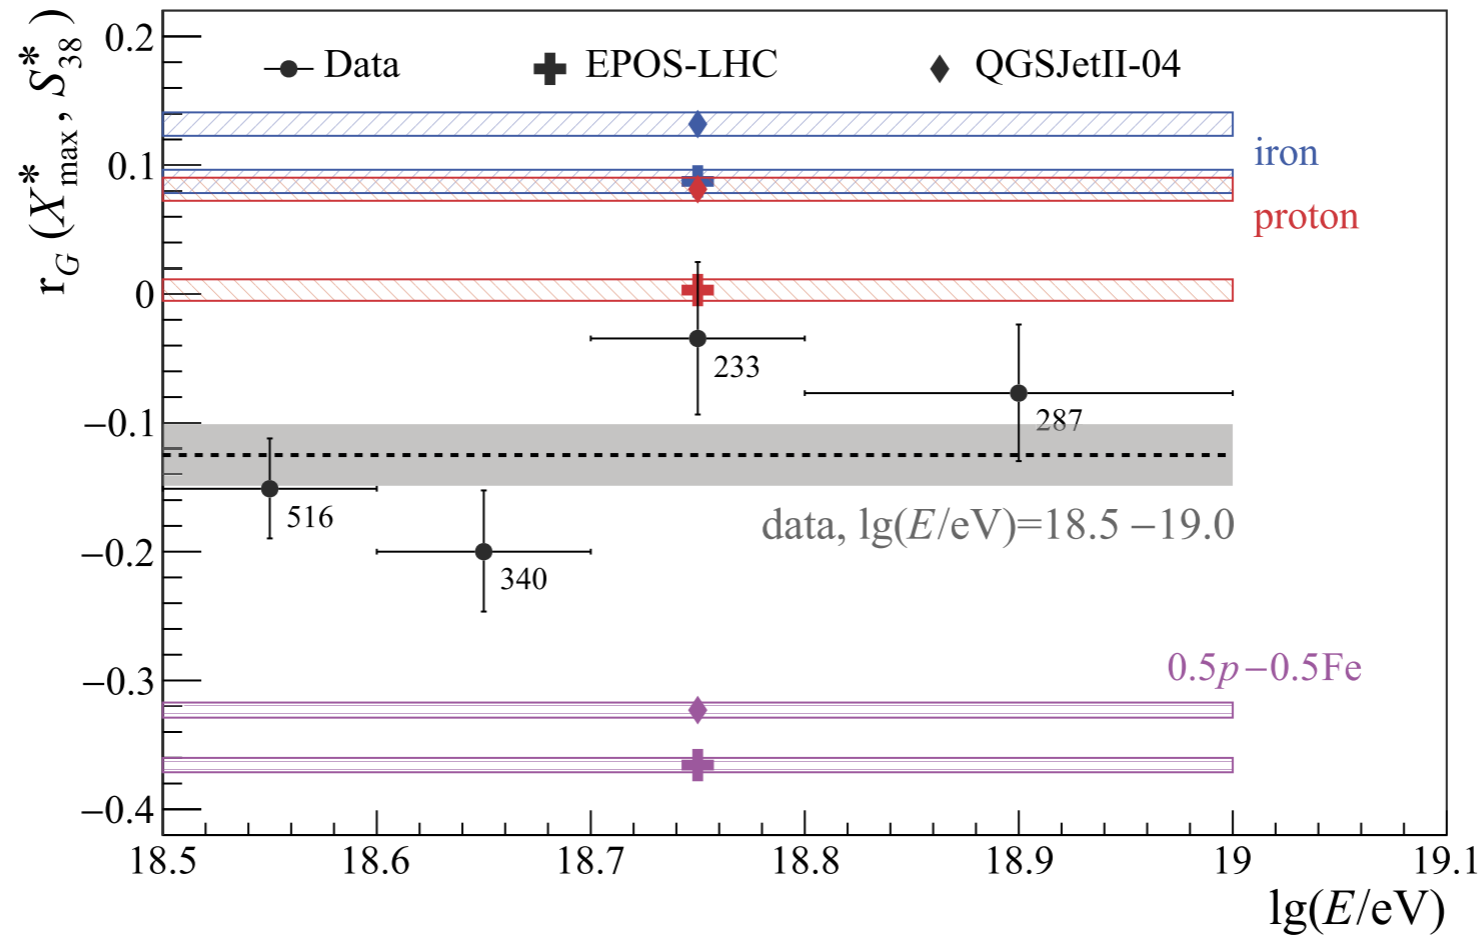 r_G (X*_max, S*_38)
0.2
Data EPOS-LHC QGSJetII-04
iron
0.1
proton
0
233
287
−0.1
516
data, lg(E/eV)=18.5 −19.0
−0.2
340
0.5p−0.5Fe
−0.3
−0.4
18.5 18.6 18.7 18.8 18.9 19 19.1
lg(E/eV)